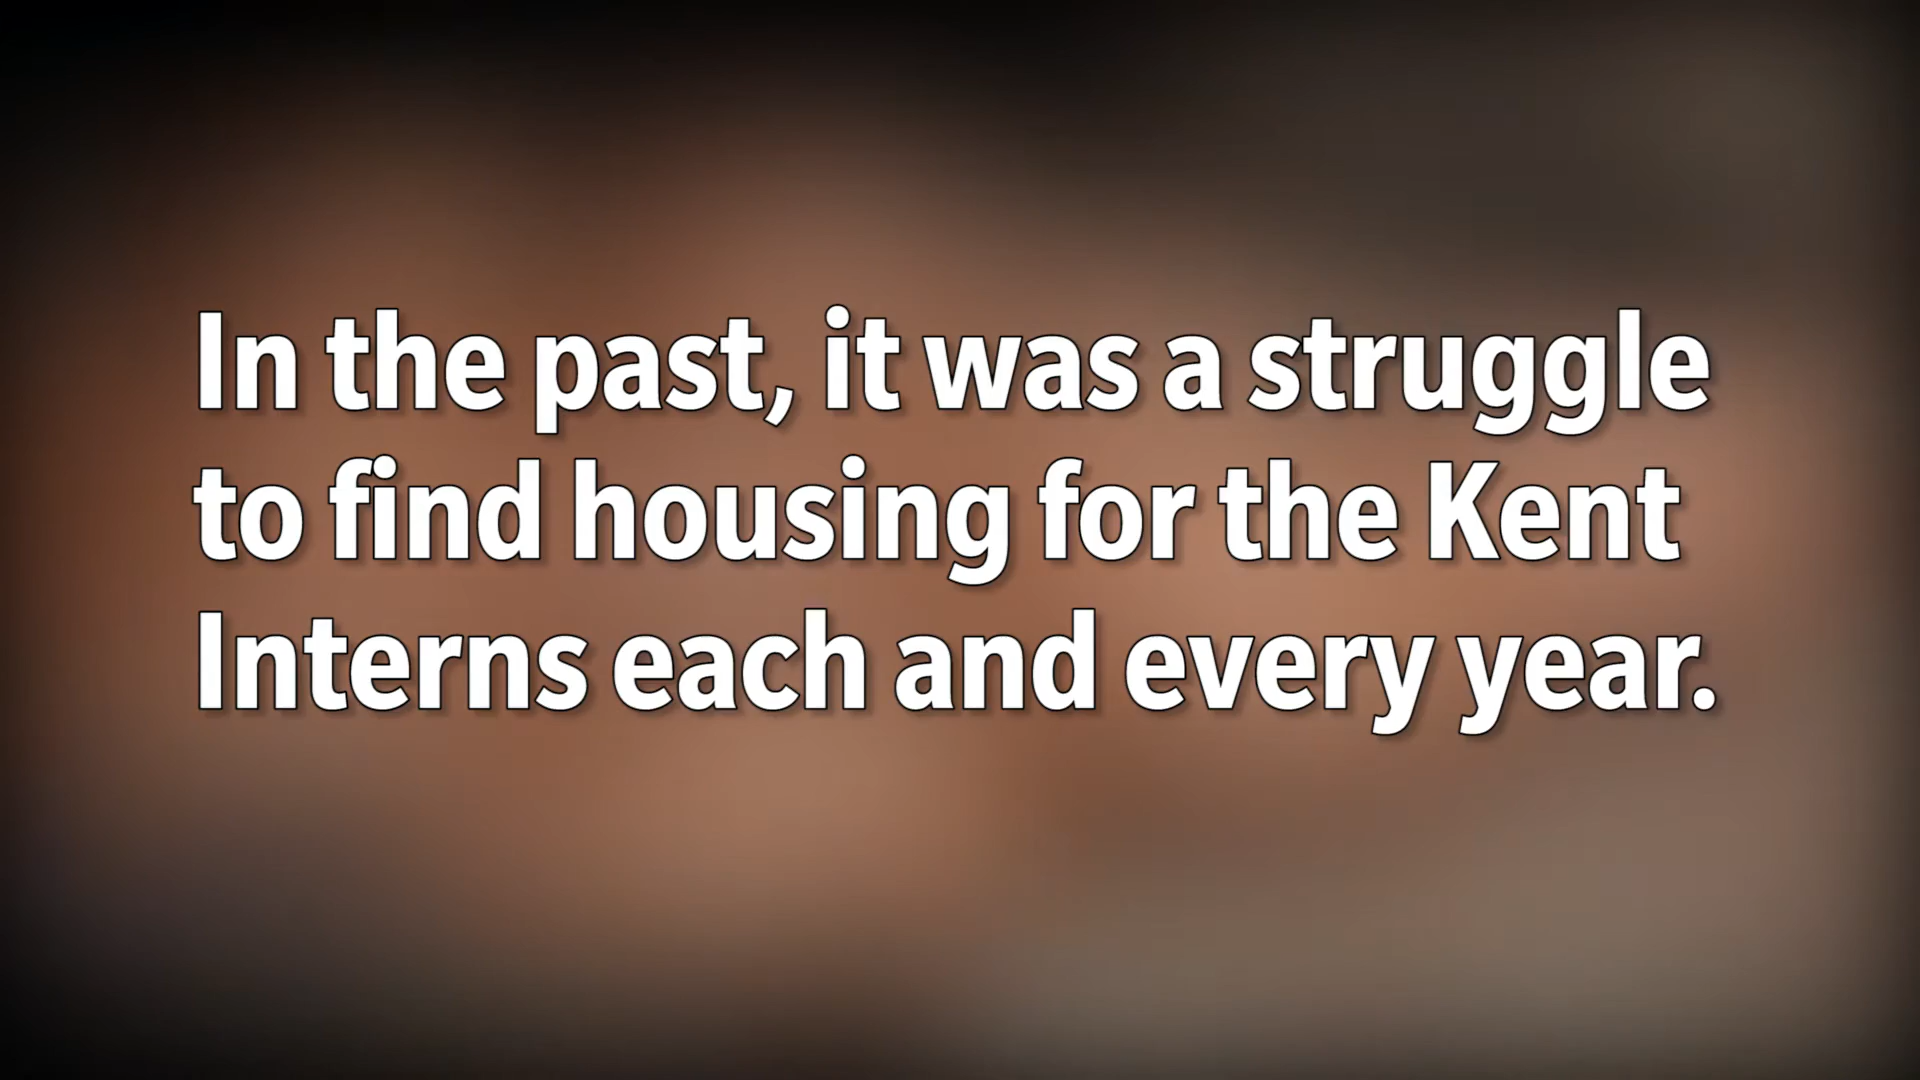 In the past, it was a struggle
to find housing for the Kent
Interns each and every year.